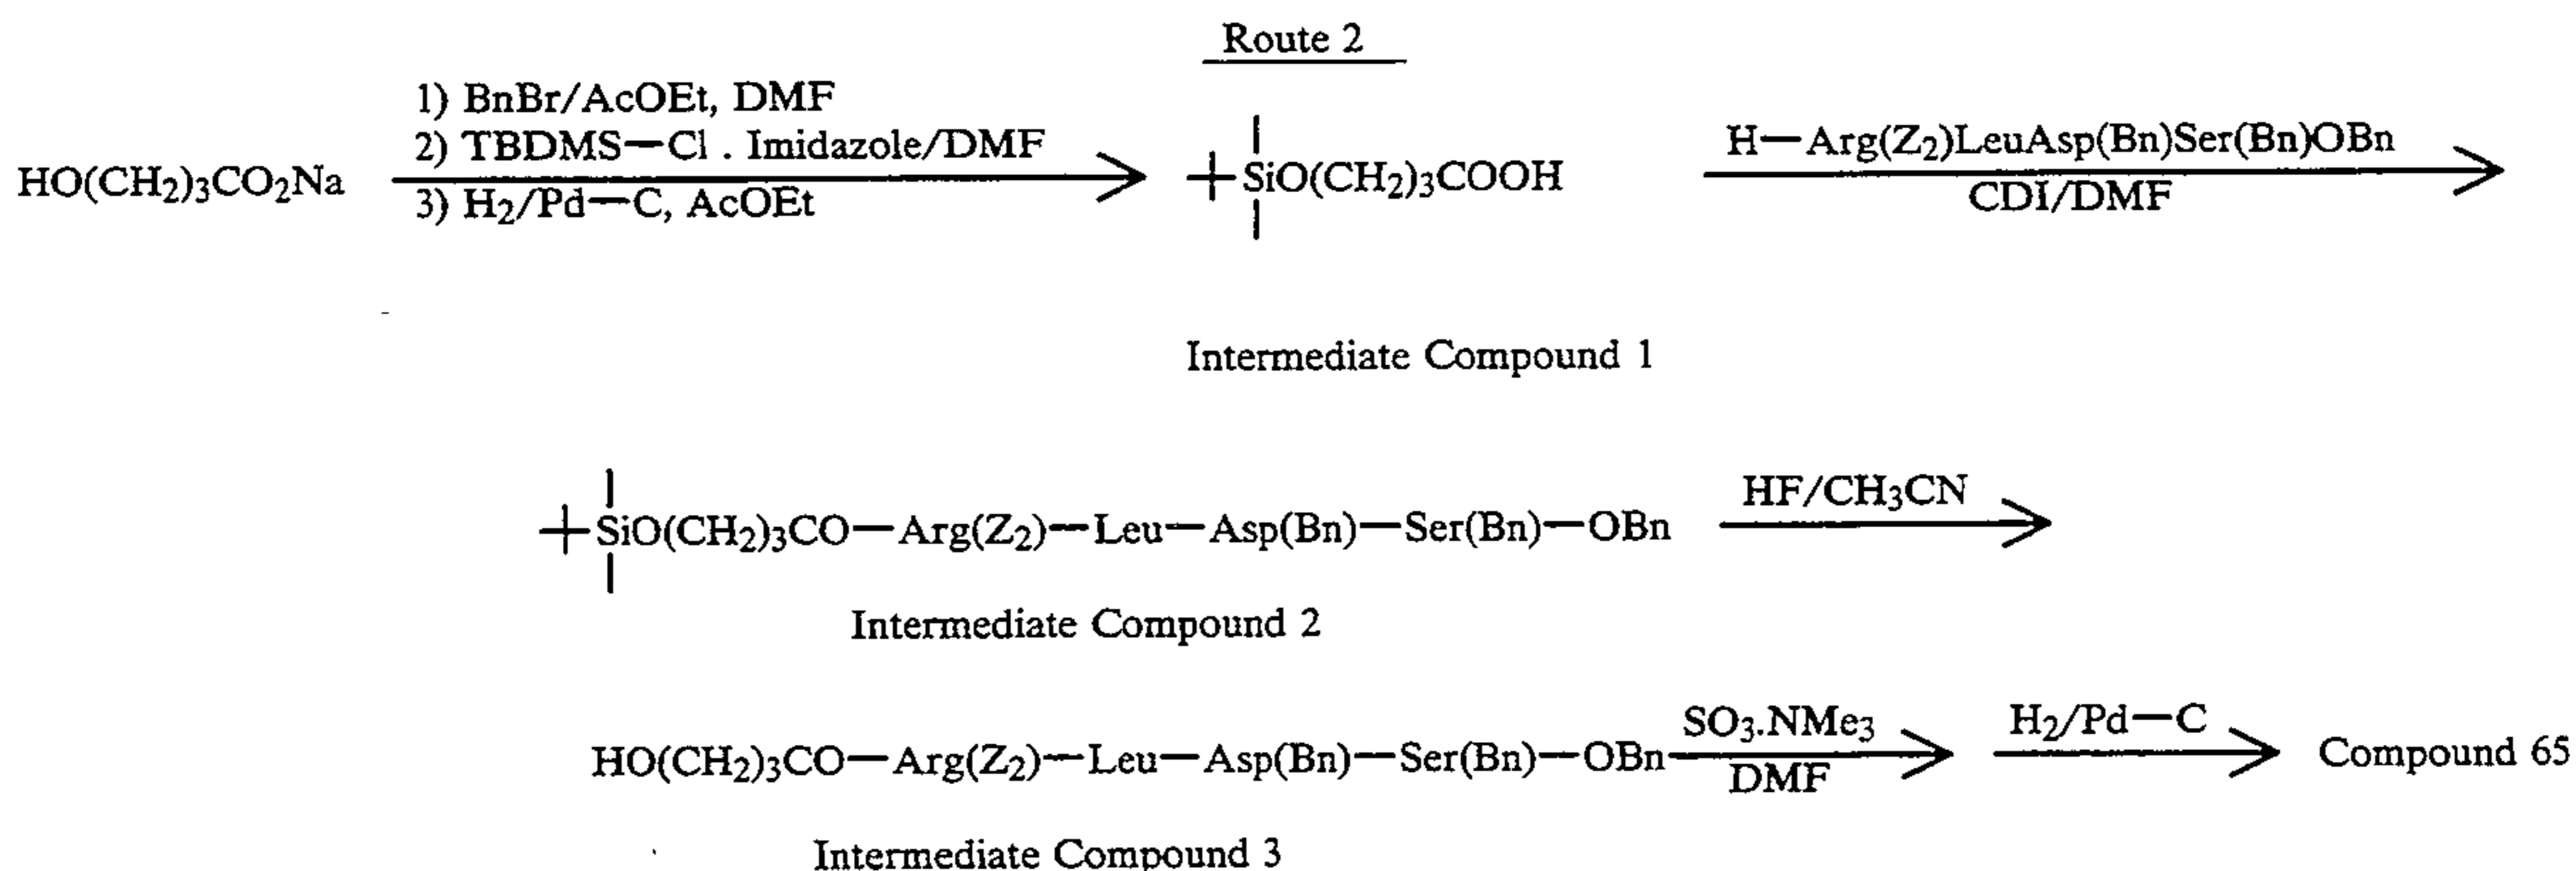 Route 2
1) BnBr/AcOEt, DMF
2) TBDMS—Cl . Imidazole/DMF
HO(CH₂)₃CO₂Na
3) H₂/Pd—C, AcOEt
SiO(CH₂)₃COOH
H—Arg(Z₂)LeuAsp(Bn)Ser(Bn)OBn
CDI/DMF
Intermediate Compound 1
SiO(CH₂)₃CO—Arg(Z₂)—Leu—Asp(Bn)—Ser(Bn)—OBn
HF/CH₃CN
Intermediate Compound 2
HO(CH₂)₃CO—Arg(Z₂)—Leu—Asp(Bn)—Ser(Bn)—OBn
SO₃.NMe₃
DMF
H₂/Pd—C
Compound 65
Intermediate Compound 3